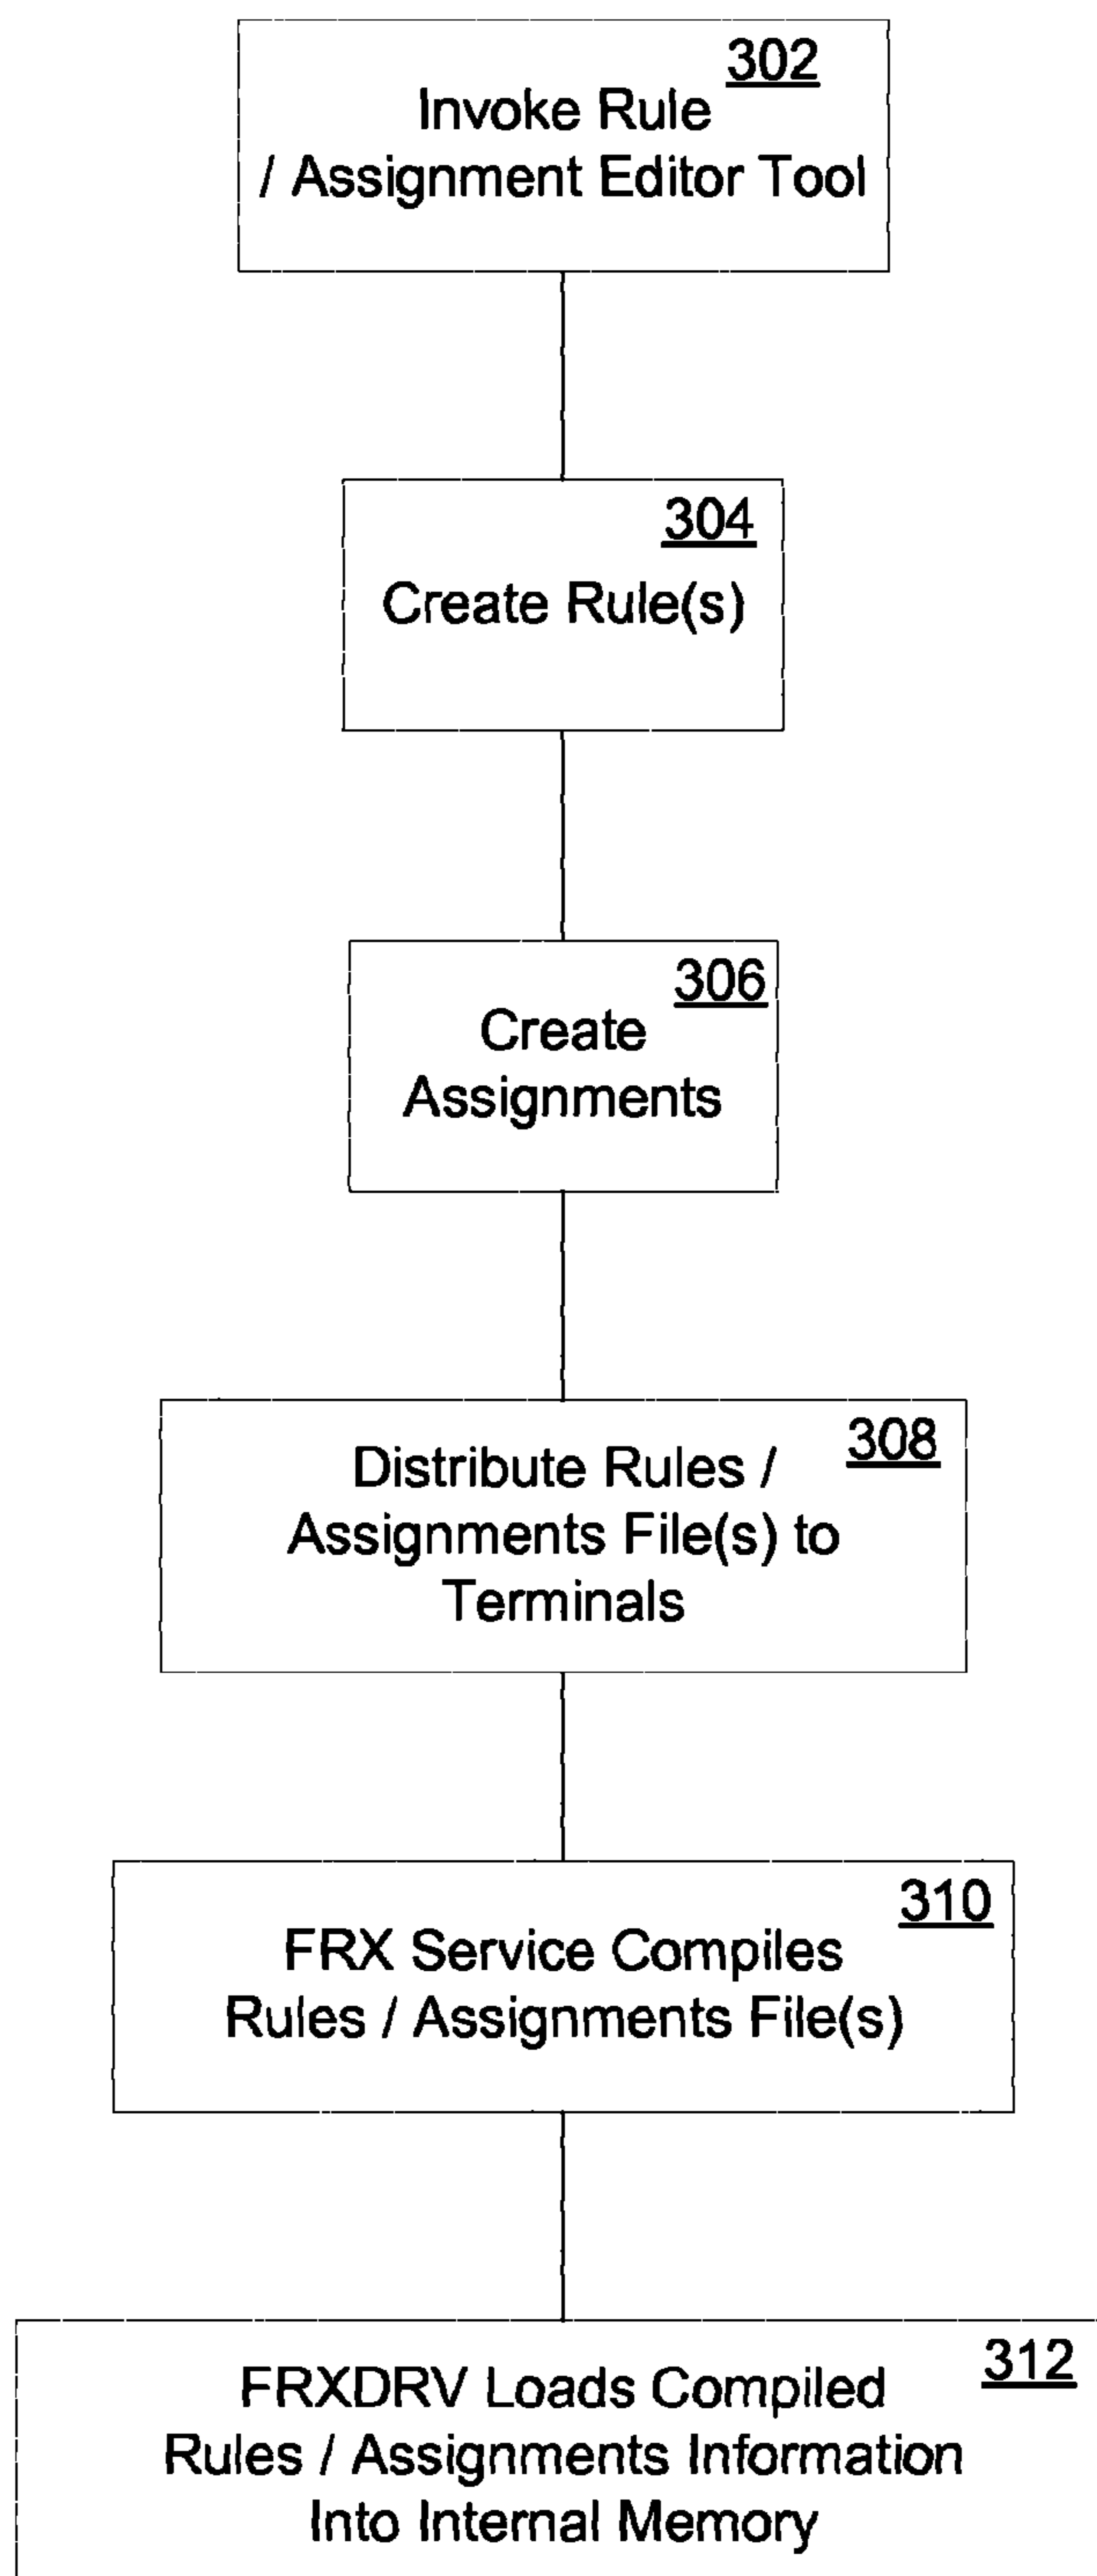 302
Invoke Rule
/ Assignment Editor Tool
304
Create Rule(s)
306
Create
Assignments
308
Distribute Rules /
Assignments File(s) to
Terminals
310
FRX Service Compiles
Rules / Assignments File(s)
312
FRXDRV Loads Compiled
Rules / Assignments Information
Into Internal Memory